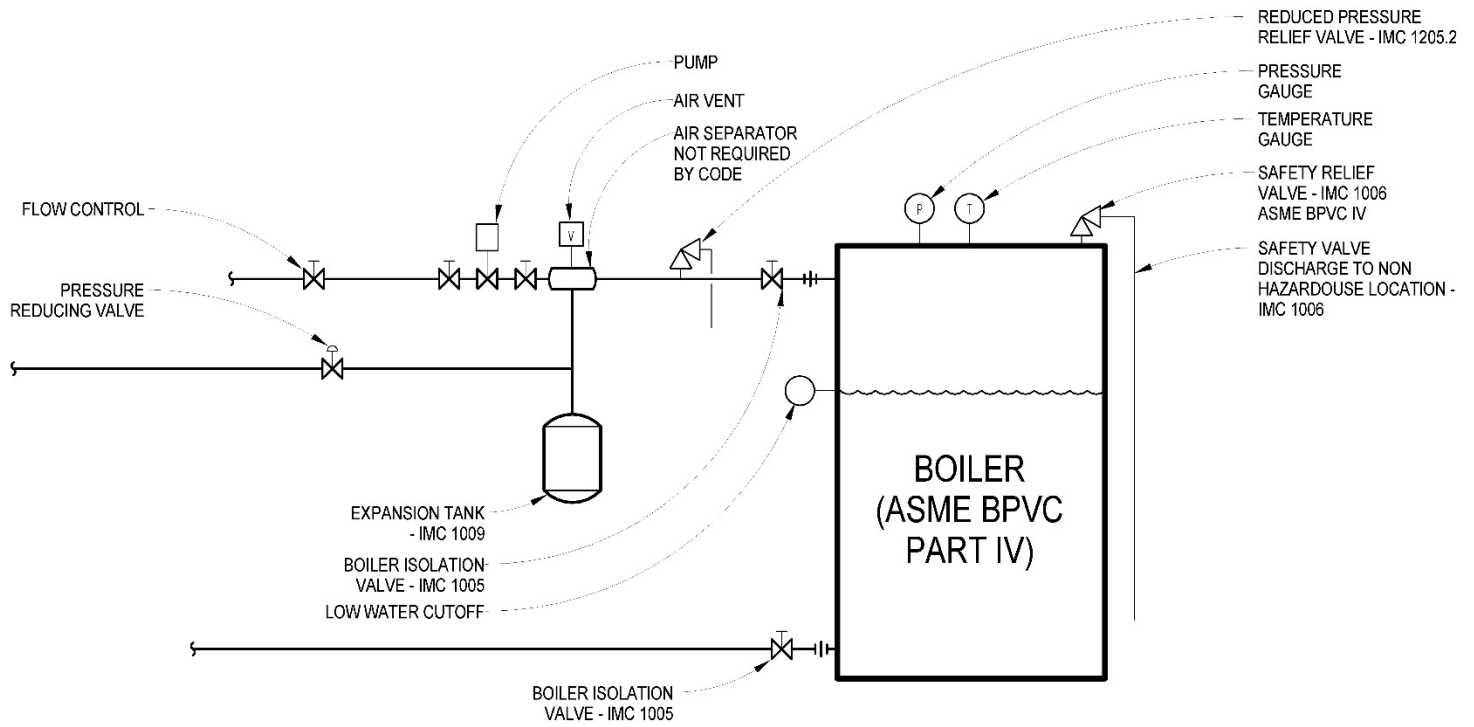 REDUCED PRESSURE
RELIEF VALVE - IMC 1205.2
PUMP
PRESSURE
GAUGE
AIR VENT
TEMPERATURE
GAUGE
AIR SEPARATOR
NOT REQUIRED
BY CODE
SAFETY RELIEF
VALVE - IMC 1006
ASME BPVC IV
FLOW CONTROL
V
P
T
SAFETY VALVE
DISCHARGE TO NON
HAZARDOUSE LOCATION -
IMC 1006
PRESSURE
REDUCING VALVE
BOILER
(ASME BPVC
PART IV)
EXPANSION TANK
- IMC 1009
BOILER ISOLATION
VALVE - IMC 1005
LOW WATER CUTOFF
BOILER ISOLATION
VALVE - IMC 1005